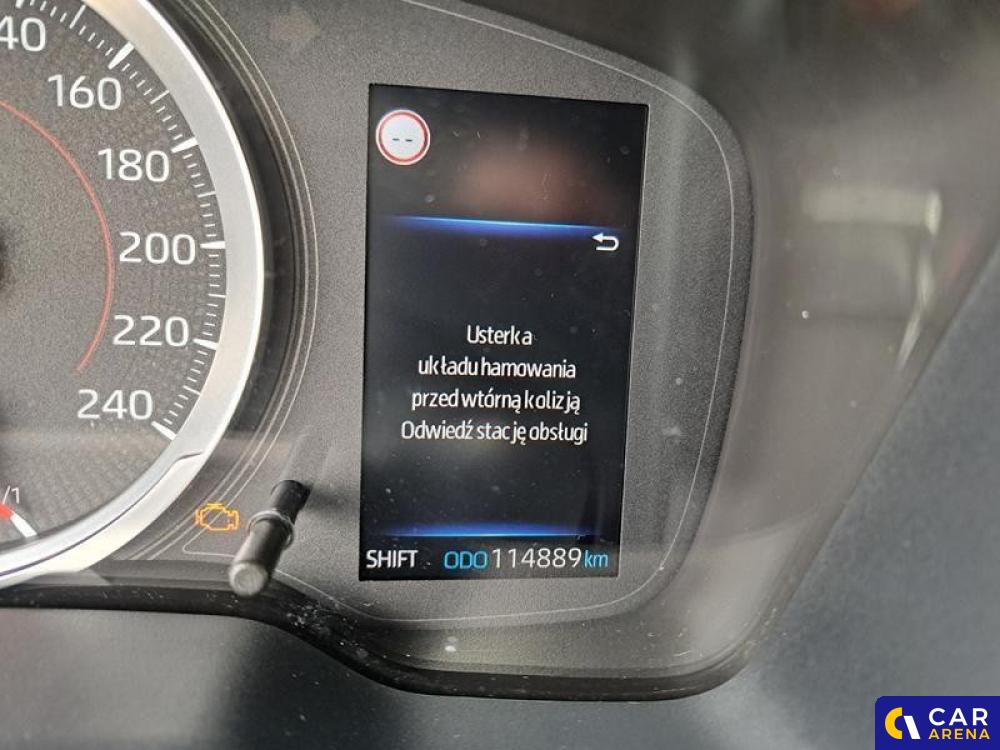 40
160
180
200
220
240
/1
--
Usterka
układu hamowania
przed wtórną kolizją
Odwiedź stację obsługi
SHIFT ODO 114889 km
CAR
ARENA